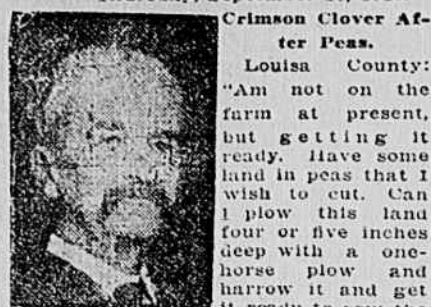 Crimson Clover Af-
ter Peas.
Louisa County:
"Am not on the
farm at present,
but getting it
ready. Have some
land in peas that I
wish to cut. Can
I plow this land
four or five inches
deep with a one-
horse plow and
harrow it and get